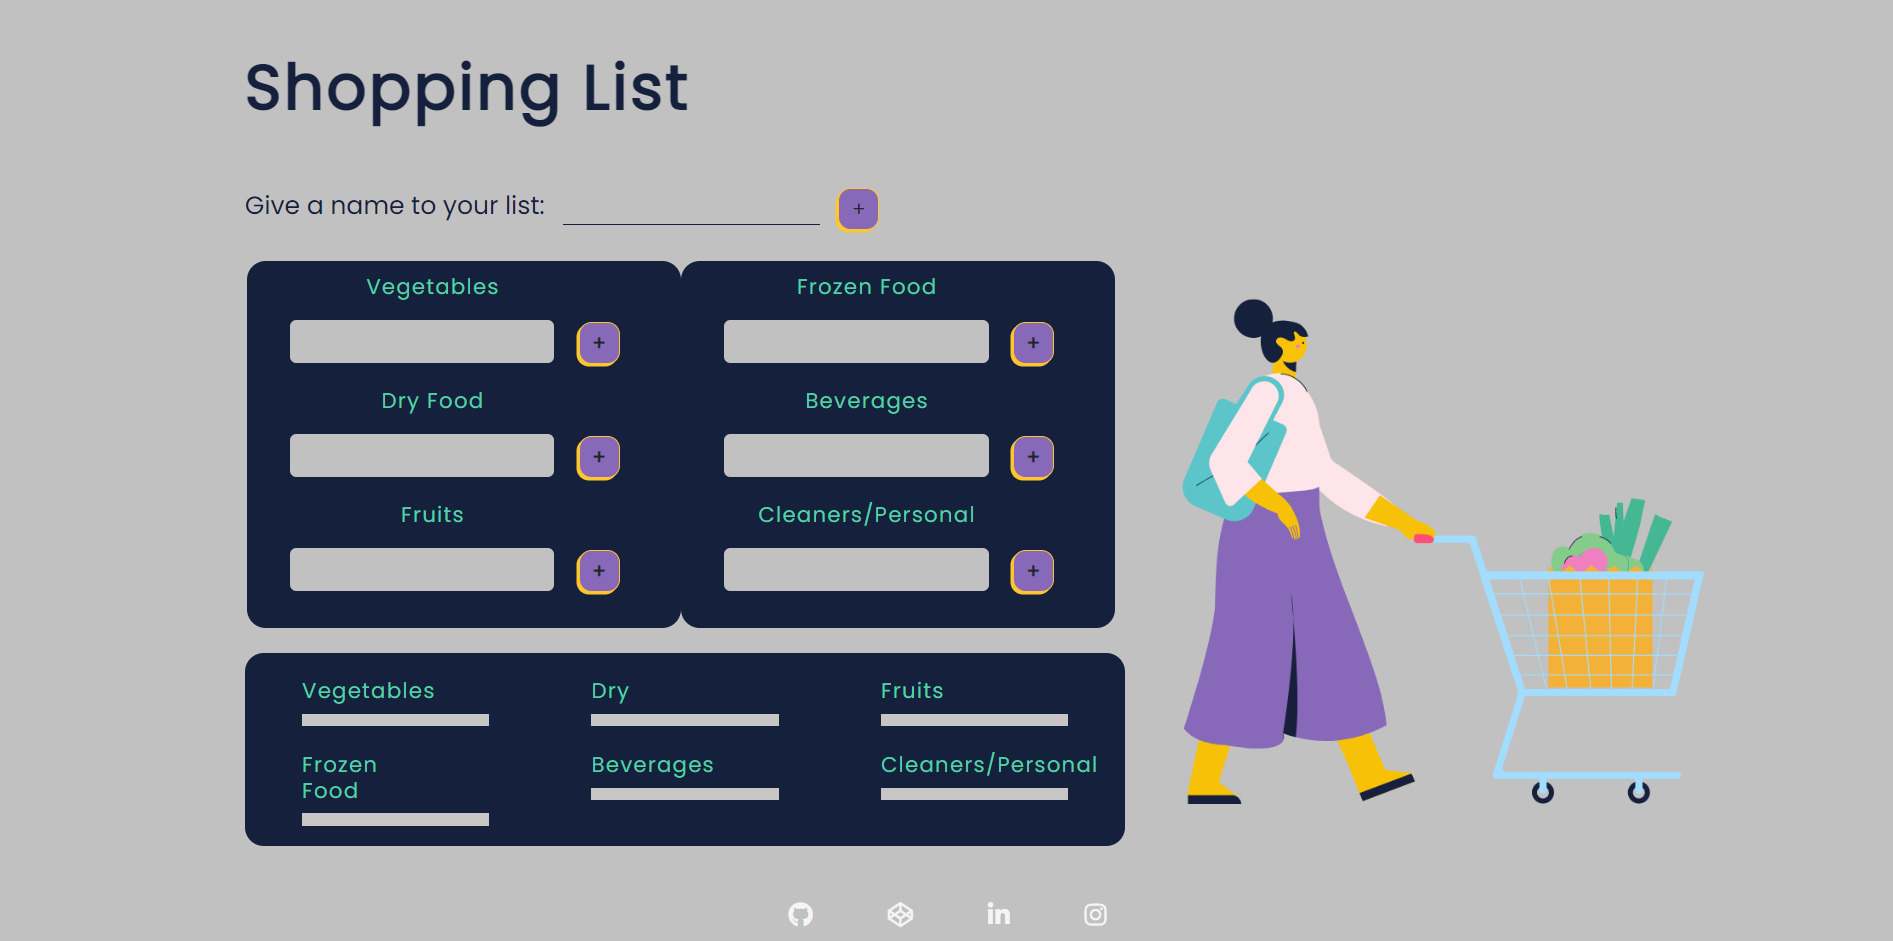 Shopping List
Give a name to your list:
+
Vegetables
Frozen Food
+
+
Dry Food
Beverages
+
+
Fruits
Cleaners/Personal
+
+
Vegetables
Dry
Fruits
Frozen
Food
Beverages
Cleaners/Personal
in